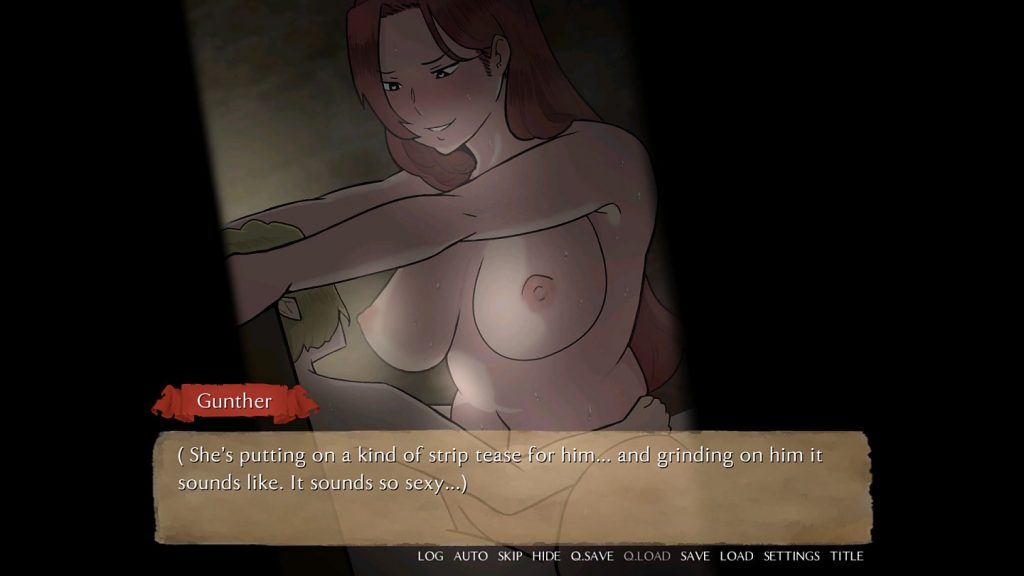 Gunther
( She's putting on a kind of strip tease for him... and grinding on him it
sounds like. It sounds so sexy...)
LOG AUTO SKIP HIDE Q.SAVE Q.LOAD SAVE LOAD SETTINGS TITLE